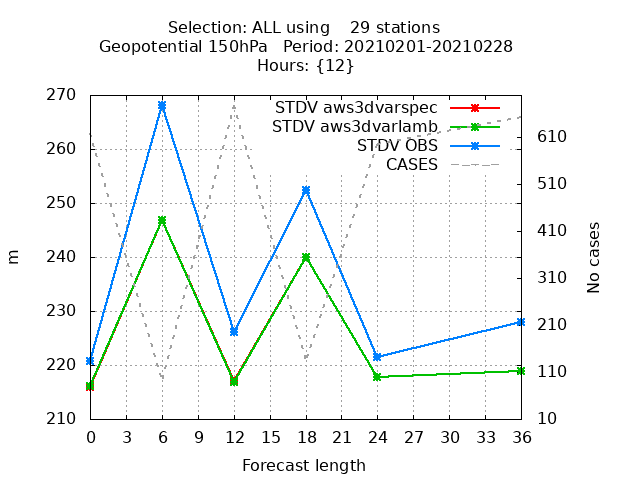 Selection: ALL using    29 stations
Geopotential 150hPa   Period: 20210201-20210228
Hours: {12}
STDV aws3dvarspec
STDV aws3dvarlamb
STDV OBS
CASES
270
260
250
240
230
220
210
m
610
510
410
310
210
110
10
No cases
0 3 6 9 12 15 18 21 24 27 30 33 36
Forecast length